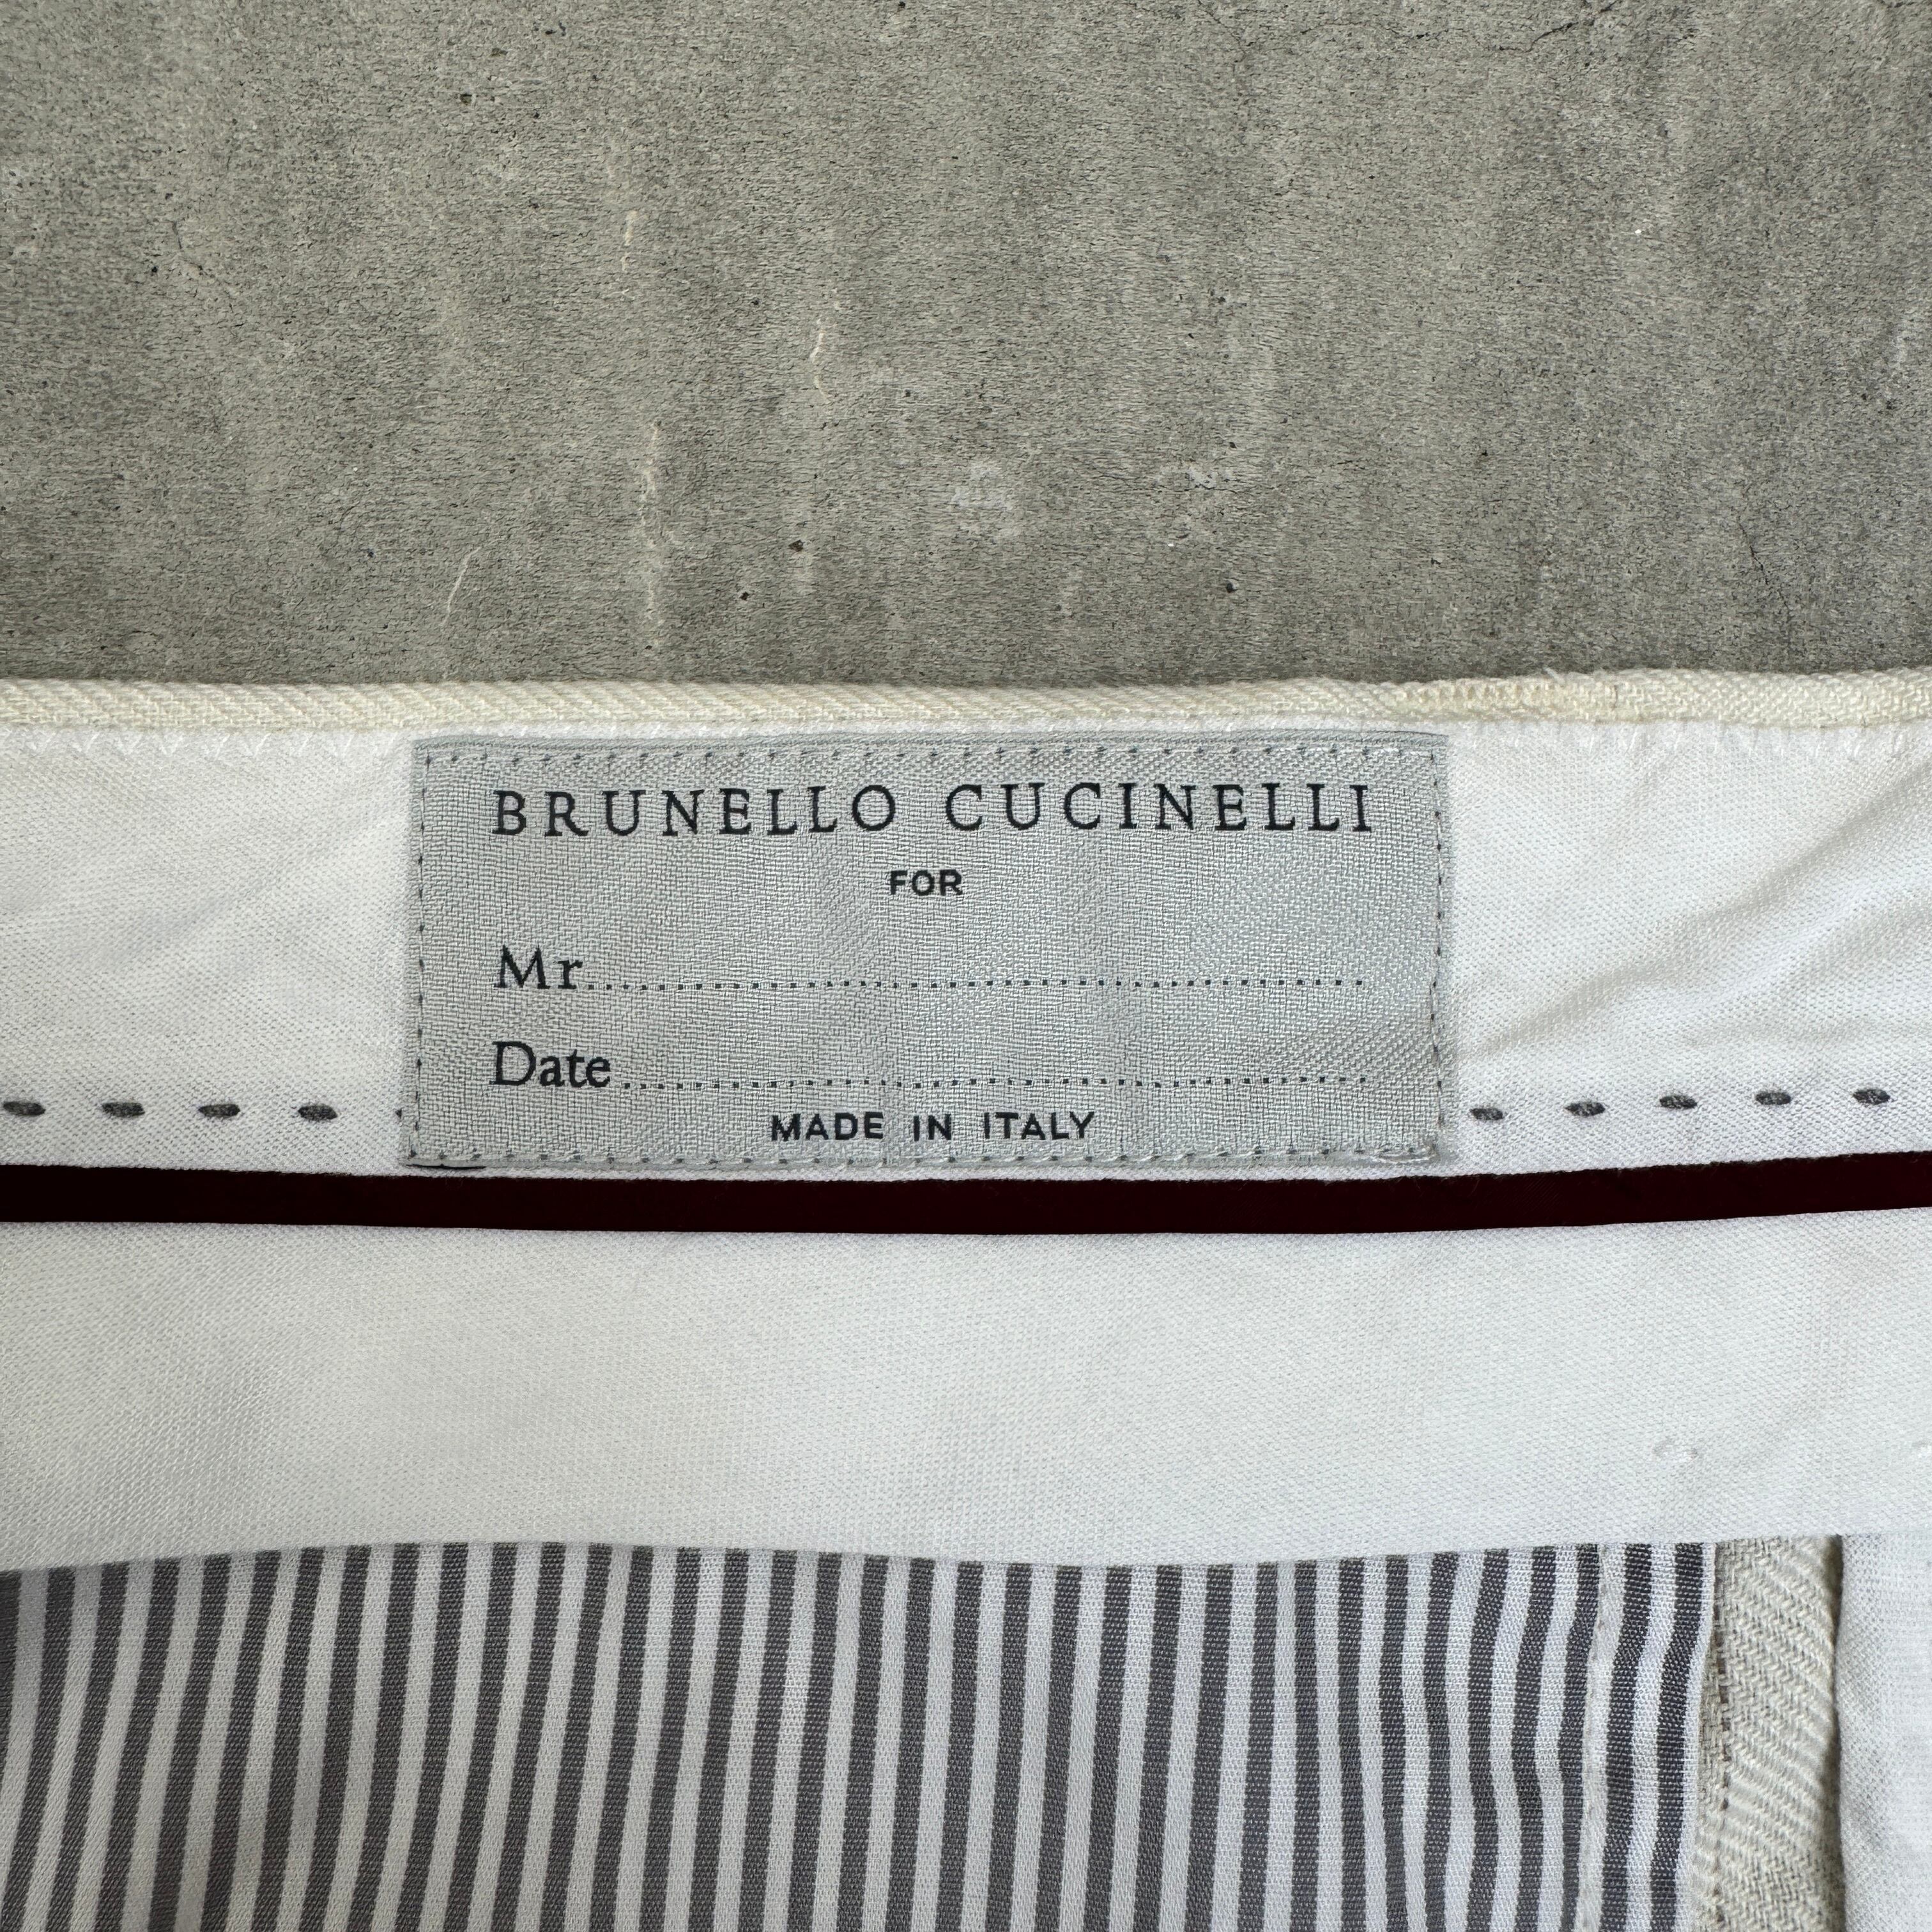 BRUNELLO CUCINELLI
FOR
Mr................................................
Date................................................
MADE IN ITALY